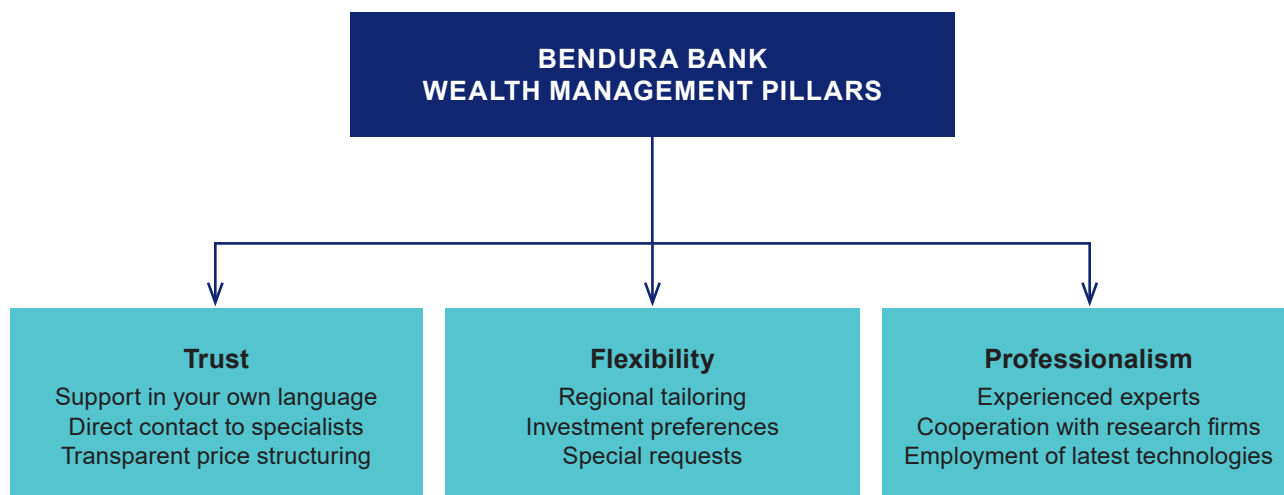 BENDURA BANK
WEALTH MANAGEMENT PILLARS
Trust
Support in your own language
Direct contact to specialists
Transparent price structuring
Flexibility
Regional tailoring
Investment preferences
Special requests
Professionalism
Experienced experts
Cooperation with research firms
Employment of latest technologies